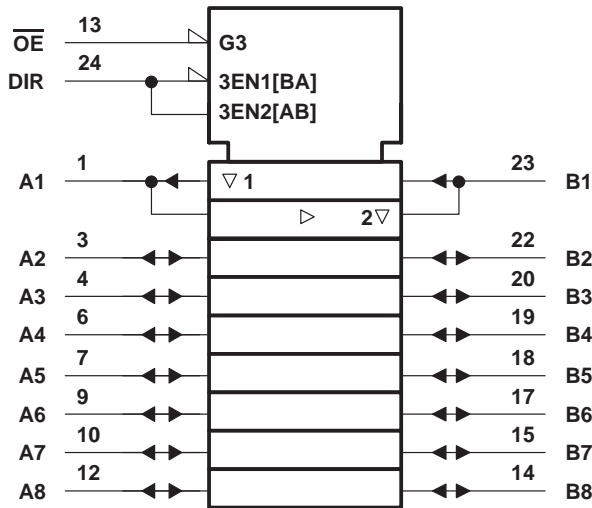 OE 13 G3
DIR 24 3EN1[BA]
3EN2[AB]
A1 1 ▽ 1 23 B1
▷ 2▽
A2 3 22 B2
A3 4 20 B3
A4 6 19 B4
A5 7 18 B5
A6 9 17 B6
A7 10 15 B7
A8 12 14 B8